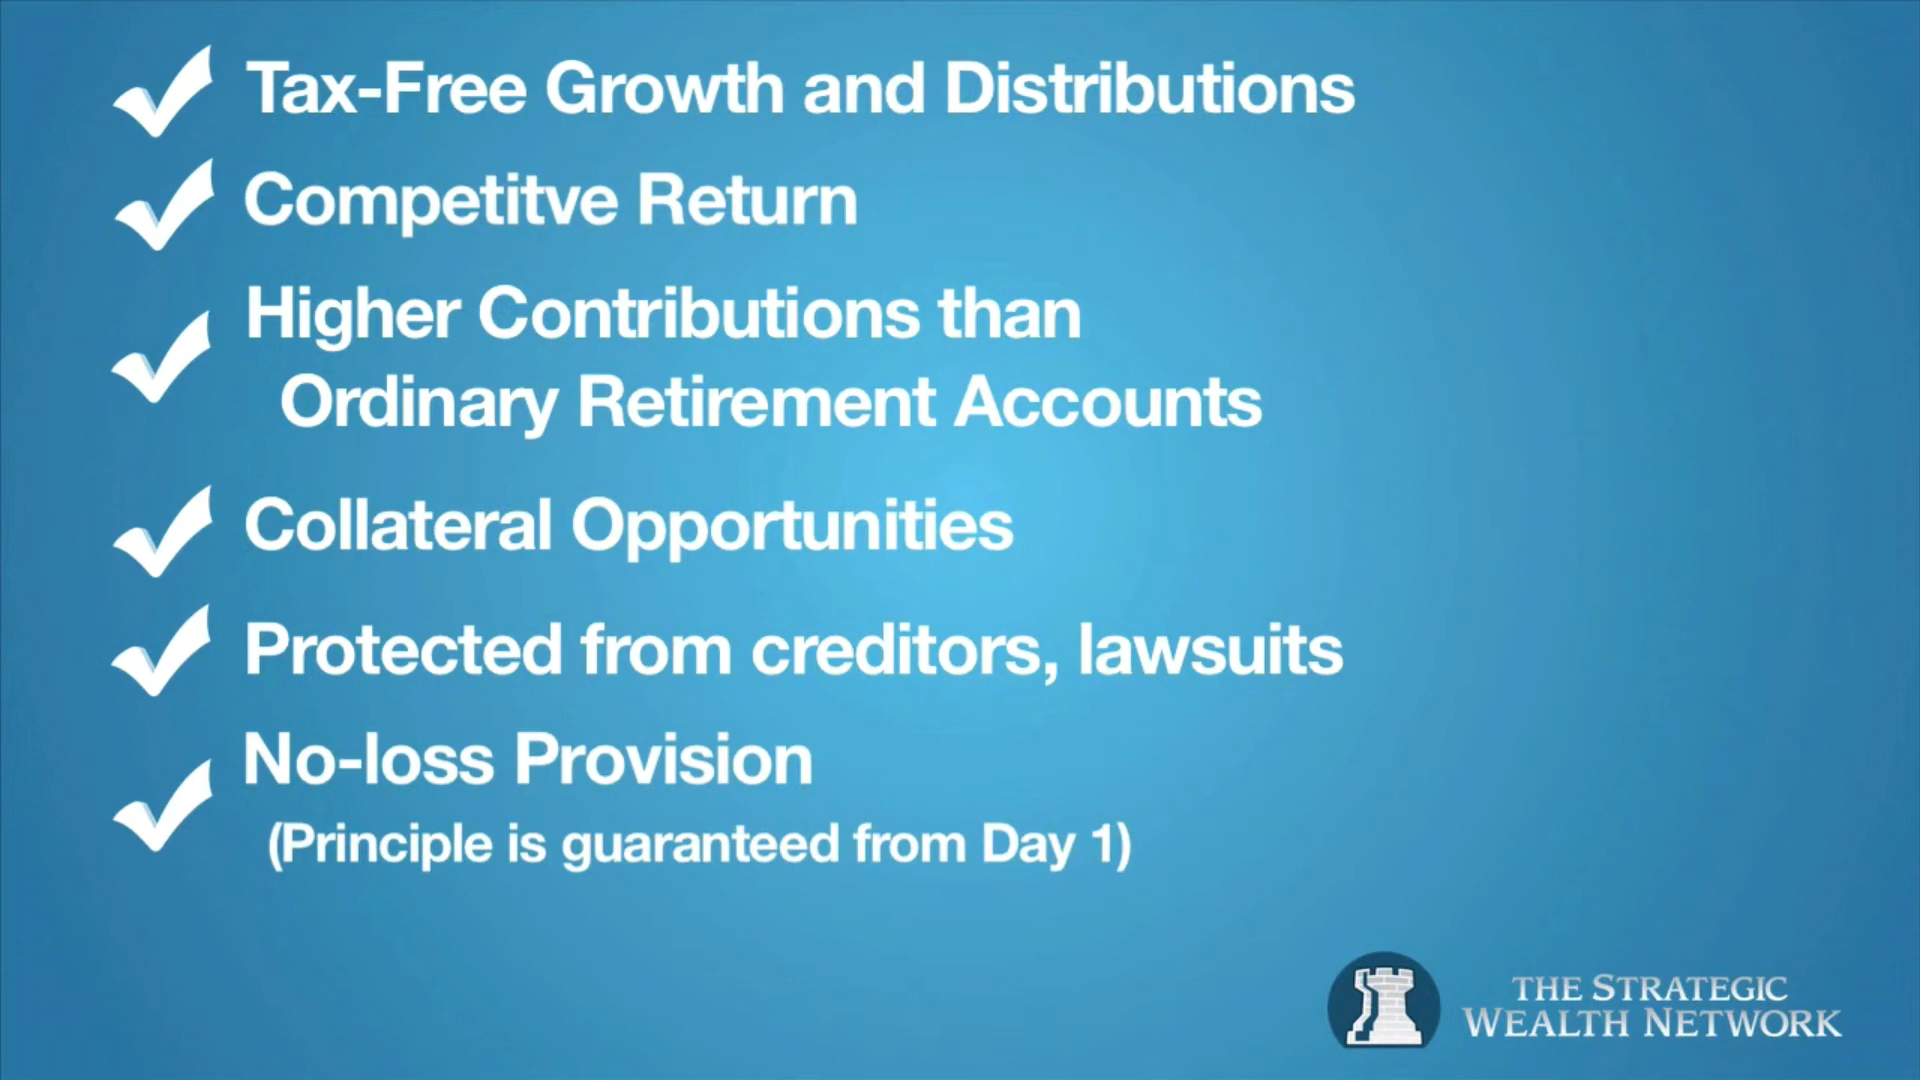 Tax-Free Growth and Distributions
Competitve Return
Higher Contributions than
Ordinary Retirement Accounts
Collateral Opportunities
Protected from creditors, lawsuits
No-loss Provision
(Principle is guaranteed from Day 1)
THE STRATEGIC
WEALTH NETWORK